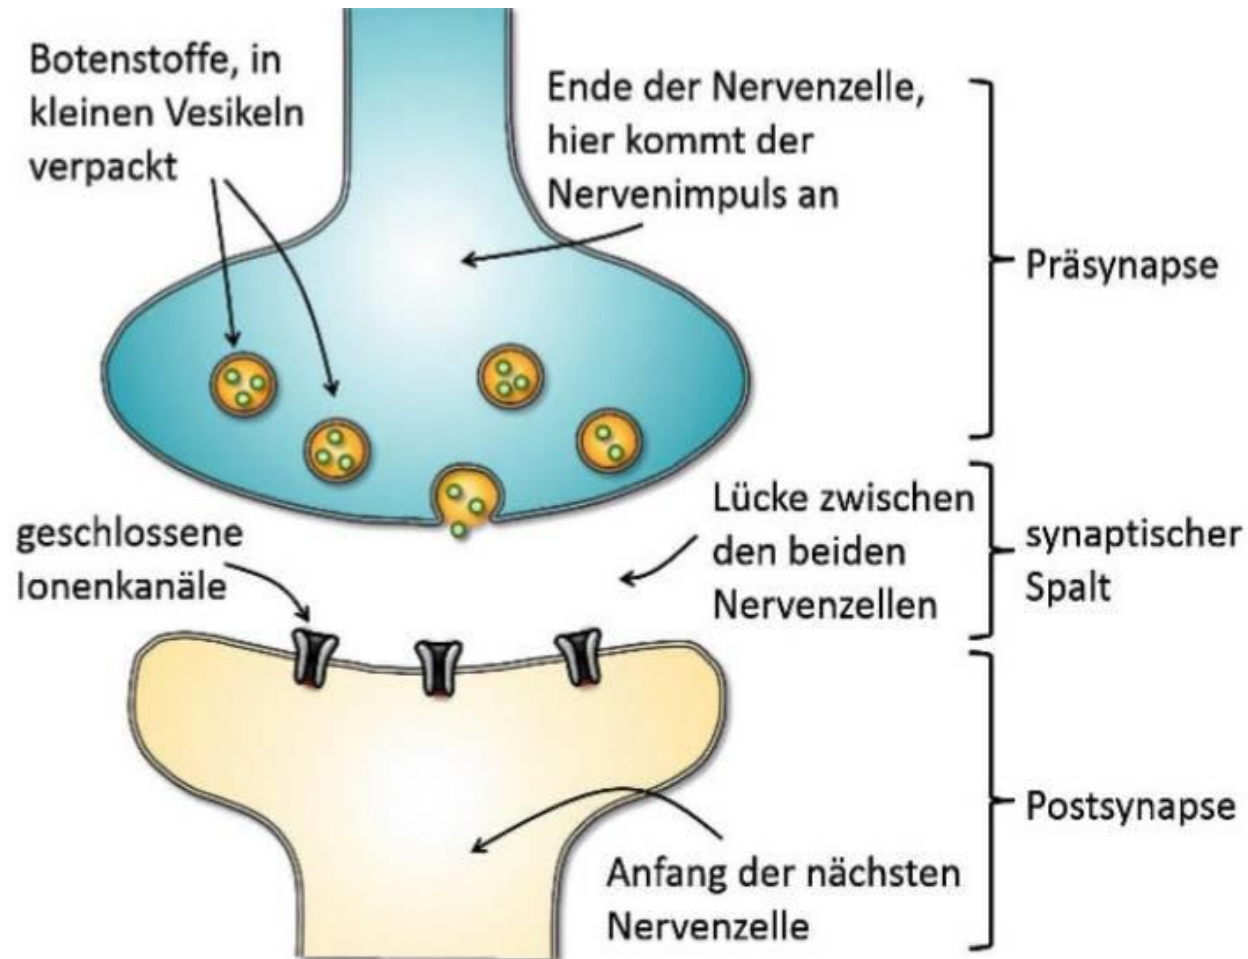 Botenstoffe, in
kleinen Vesikeln
verpackt
Ende der Nervenzelle,
hier kommt der
Nervenimpuls an
Präsynapse
geschlossene
Ionenkanäle
Lücke zwischen
den beiden
Nervenzellen
synaptischer
Spalt
Postsynapse
Anfang der nächsten
Nervenzelle